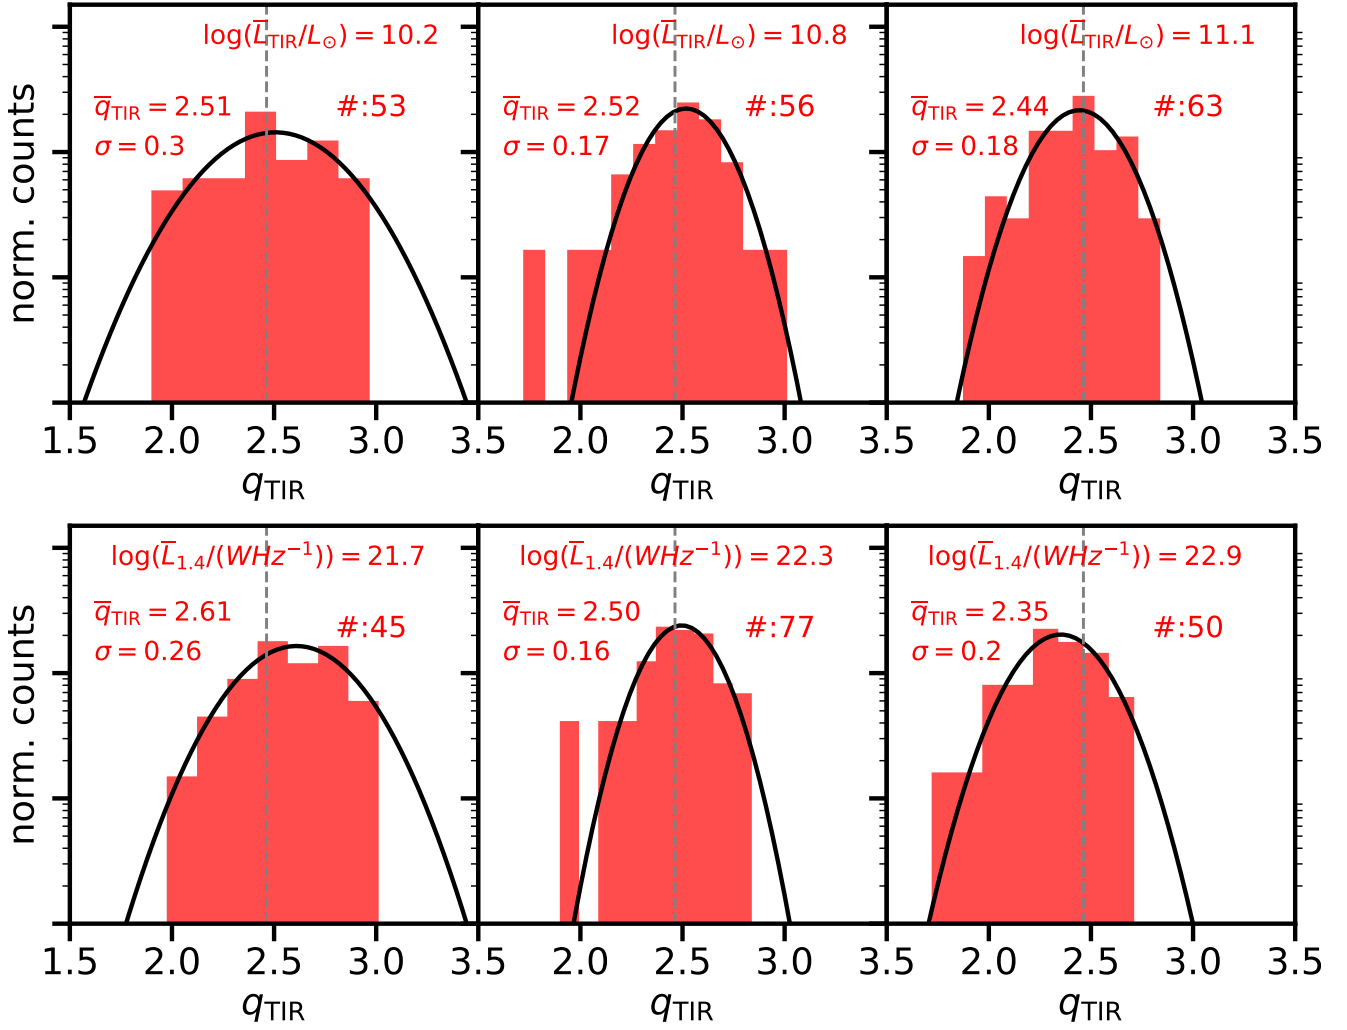 log(L̅TIR/L⊙) = 10.2
q̅TIR = 2.51
#:53
σ = 0.3
log(L̅TIR/L⊙) = 10.8
q̅TIR = 2.52
#:56
σ = 0.17
log(L̅TIR/L⊙) = 11.1
q̅TIR = 2.44
#:63
σ = 0.18
norm. counts
1.5 2.0 2.5 3.0 3.5 2.0 2.5 3.0 3.5 2.0 2.5 3.0 3.5
qTIR qTIR qTIR
log(L̅1.4/(WHz⁻¹)) = 21.7
q̅TIR = 2.61
#:45
σ = 0.26
log(L̅1.4/(WHz⁻¹)) = 22.3
q̅TIR = 2.50
#:77
σ = 0.16
log(L̅1.4/(WHz⁻¹)) = 22.9
q̅TIR = 2.35
#:50
σ = 0.2
norm. counts
1.5 2.0 2.5 3.0 3.5 2.0 2.5 3.0 3.5 2.0 2.5 3.0 3.5
qTIR qTIR qTIR